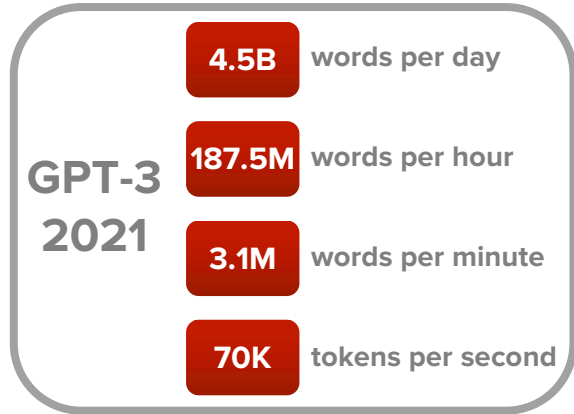 GPT-3
2021
4.5B words per day
187.5M words per hour
3.1M words per minute
70K tokens per second